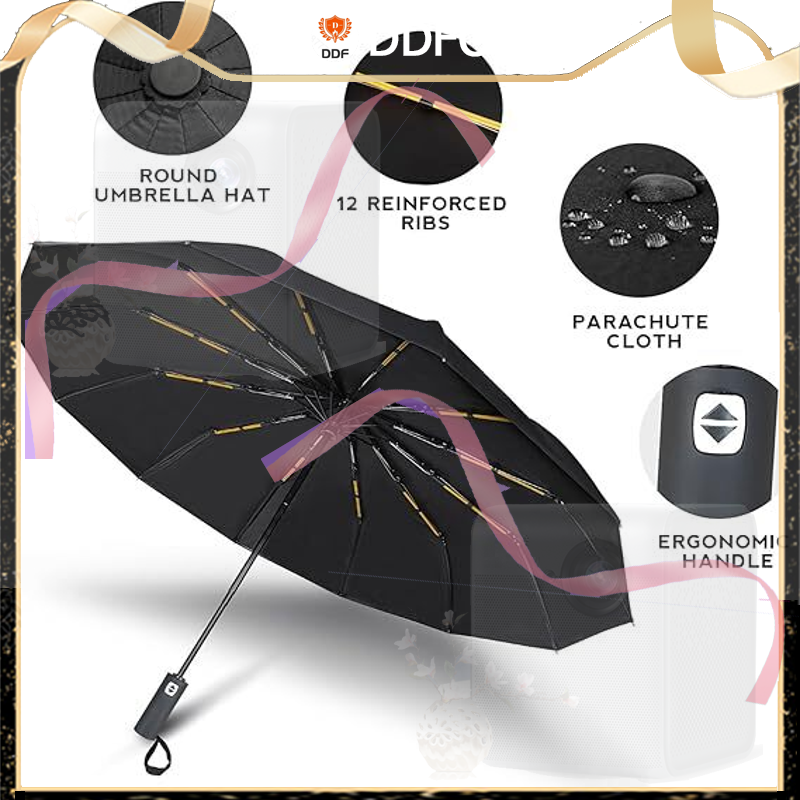 DDF
ROUND
UMBRELLA HAT
12 REINFORCED
RIBS
PARACHUTE
CLOTH
ERGONOMIC
HANDLE